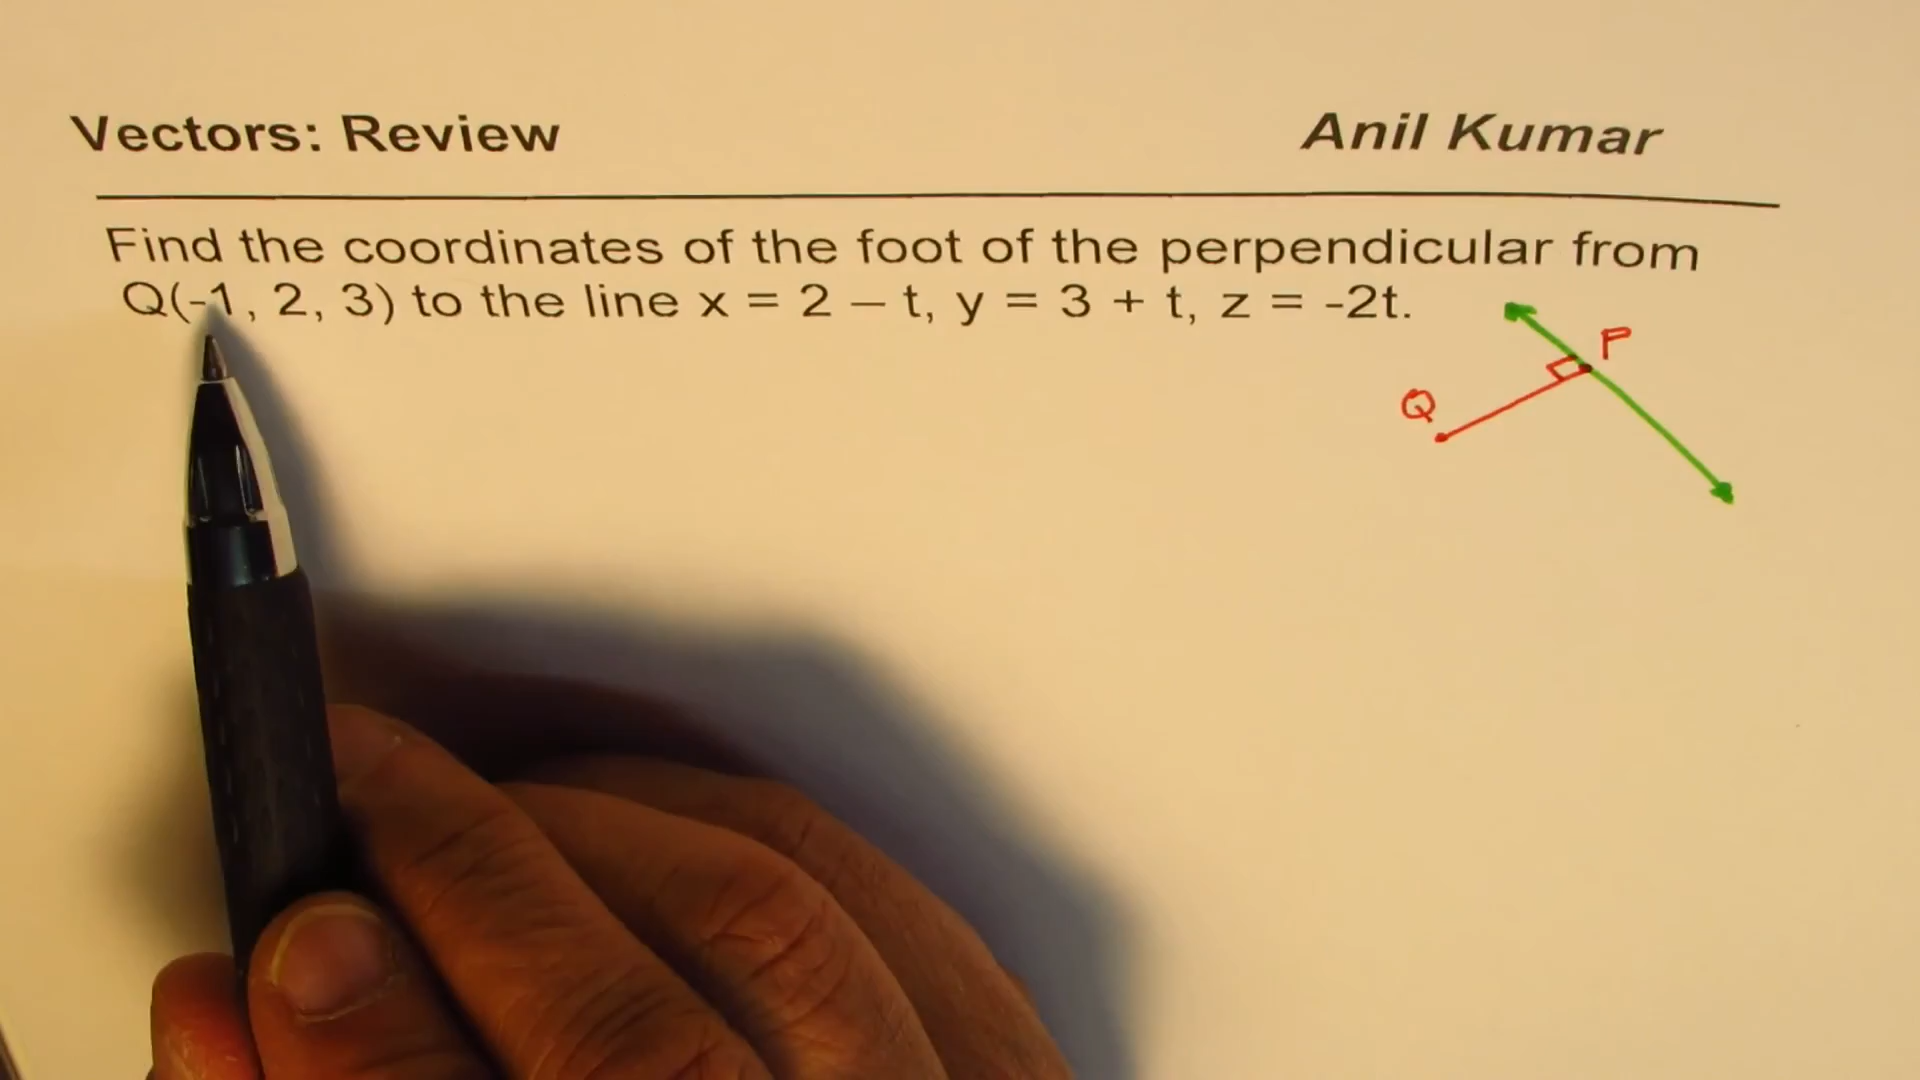 Vectors: Review Anil Kumar
Find the coordinates of the foot of the perpendicular from
Q(-1, 2, 3) to the line x = 2 – t, y = 3 + t, z = -2t.
P
Q